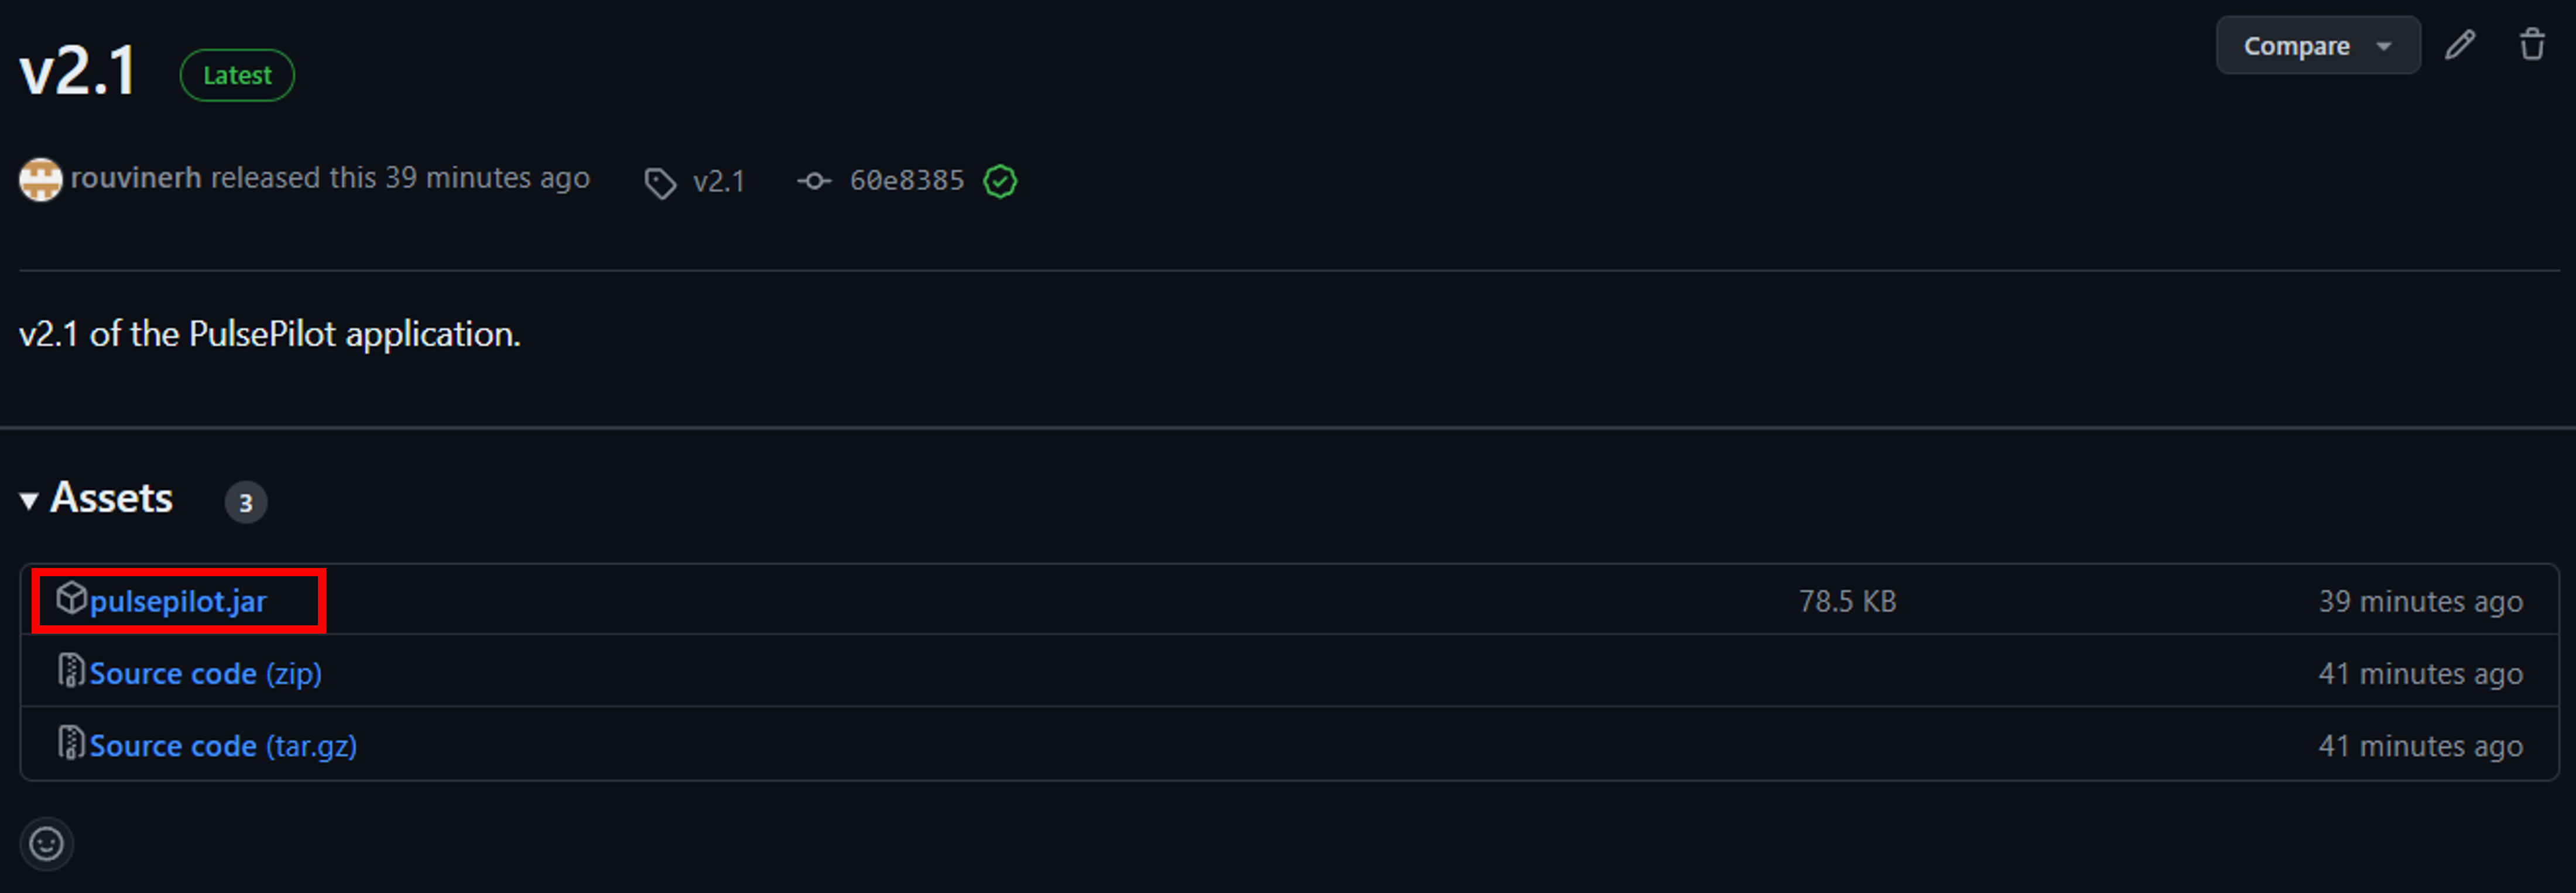 v2.1 Latest Compare
rouvinerh released this 39 minutes ago v2.1 60e8385
v2.1 of the PulsePilot application.
Assets 3
pulsepilot.jar 78.5 KB 39 minutes ago
Source code (zip) 41 minutes ago
Source code (tar.gz) 41 minutes ago